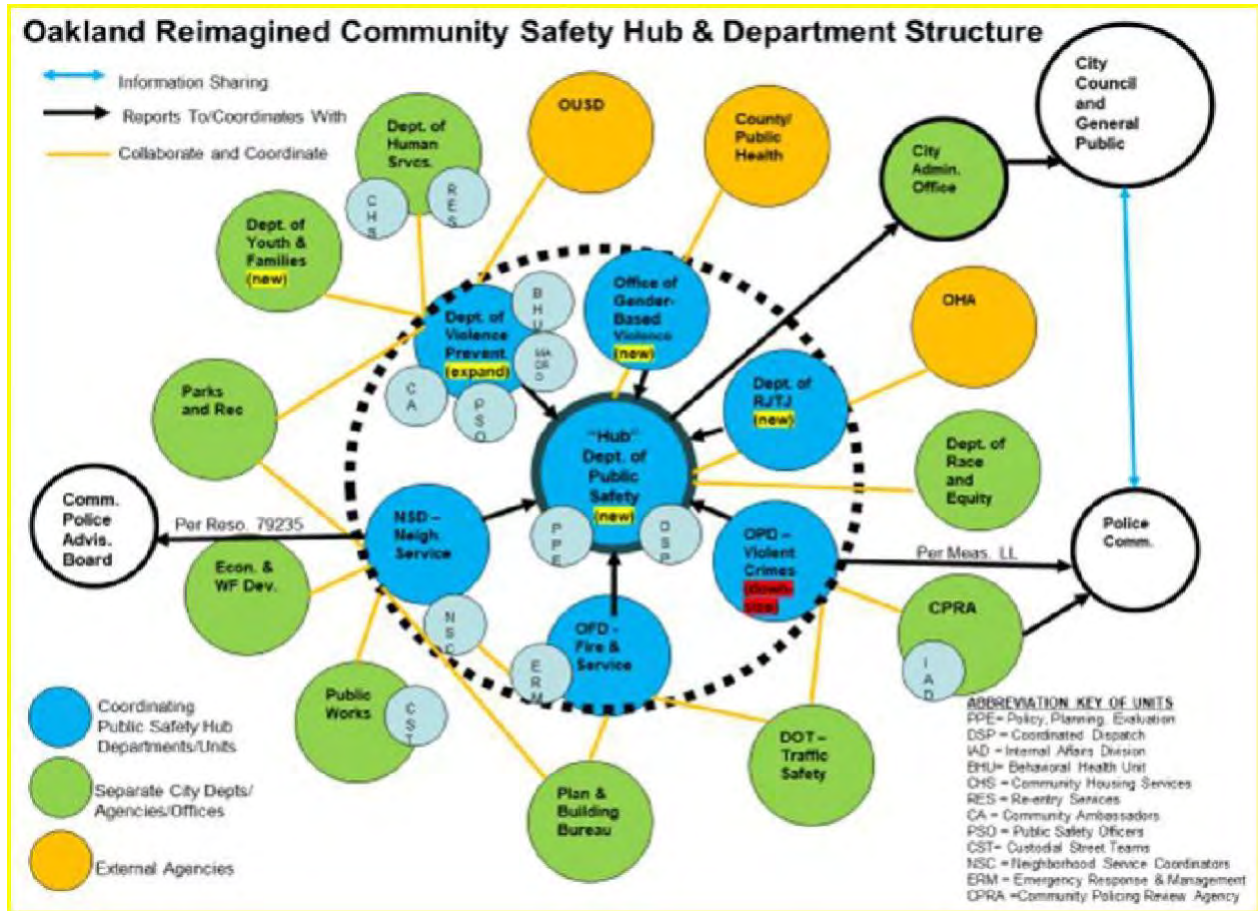 Oakland Reimagined Community Safety Hub & Department Structure
Information Sharing
Reports To/Coordinates With
Collaborate and Coordinate
City
Council
and
General
Public
OUSD
County/
Public
Health
City
Admin.
Office
Dept. of
Human
Srvcs.
CHS
RES
Dept. of
Youth &
Families
(new)
Dept. of
Violence
Prevent.
(expand)
BHU
CA
PSO
Office of
Gender-
Based
Violence
(new)
OHA
Dept. of
RJTJ
(new)
Parks
and Rec
"Hub"
Dept. of
Public
Safety
(new)
PPE
DSP
Dept. of
Race
and
Equity
Comm.
Police
Advis.
Board
Per Reso. 79235
NSD –
Neigh.
Service
NSC
OPD –
Violent
Crimes
(down-
size)
Per Meas. LL
Police
Comm.
Econ. &
WF Dev.
OFD -
Fire &
Service
ERM
CPRA
IAD
Public
Works
CST
DOT –
Traffic
Safety
Plan &
Building
Bureau
Coordinating
Public Safety Hub
Departments/Units
Separate City Depts/
Agencies/Offices
External Agencies
ABBREVIATION KEY OF UNITS
PPE= Policy, Planning, Evaluation
DSP = Coordinated Dispatch
IAD = Internal Affairs Division
BHU= Behavioral Health Unit
CHS = Community Housing Services
RES = Re-entry Services
CA = Community Ambassadors
PSO = Public Safety Officers
CST= Custodial Street Teams
NSC = Neighborhood Service Coordinators
ERM = Emergency Response & Management
CPRA =Community Policing Review Agency